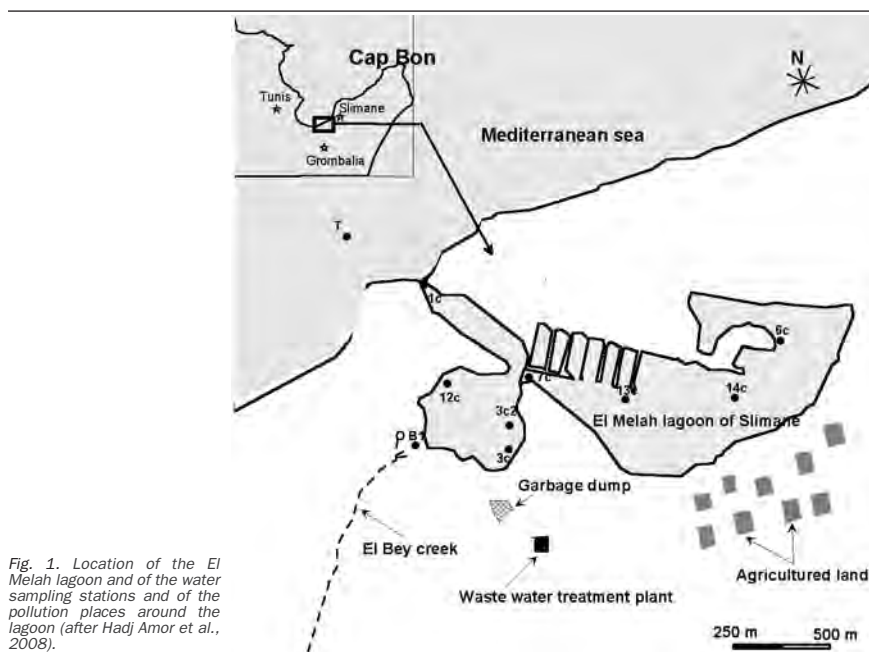 Cap Bon
N
Tunis
Slimane
Grombalia
Mediterranean sea
T
1c
6c
7c
12c
13c
14c
3c2
El Melah lagoon of Slimane
3c
Garbage dump
El Bey creek
Agricultured land
Waste water treatment plant
250 m 500 m
Fig. 1. Location of the El
Melah lagoon and of the water
sampling stations and of the
pollution places around the
lagoon (after Hadj Amor et al.,
2008).